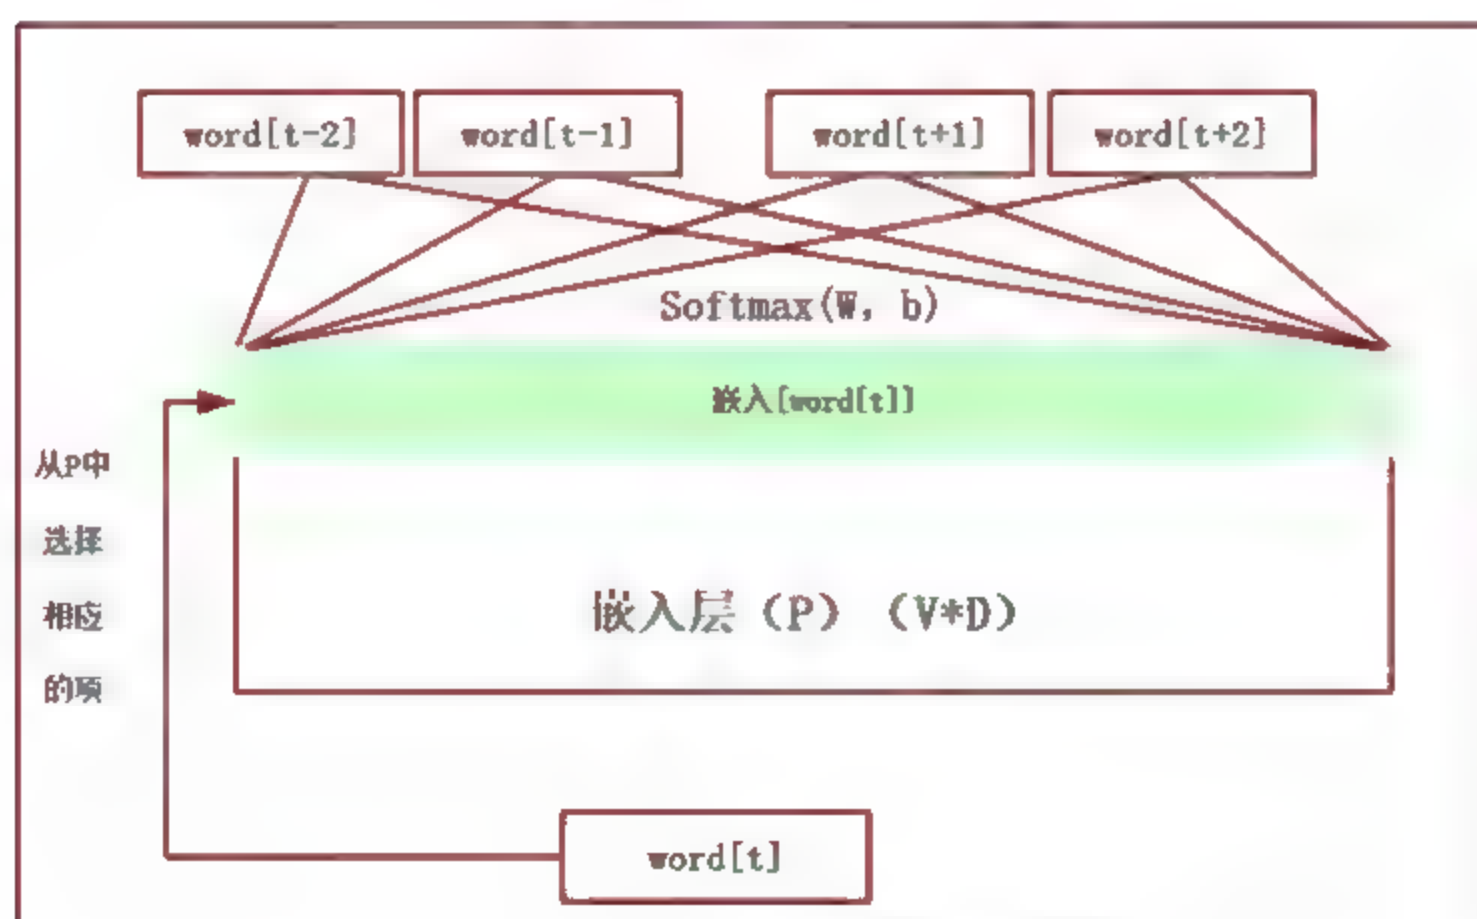 word[t-2]
word[t-1]
word[t+1]
word[t+2]
Softmax(W, b)
嵌入[word[t]]
从P中
选择
相应
的项
嵌入层（P）（V*D）
word[t]